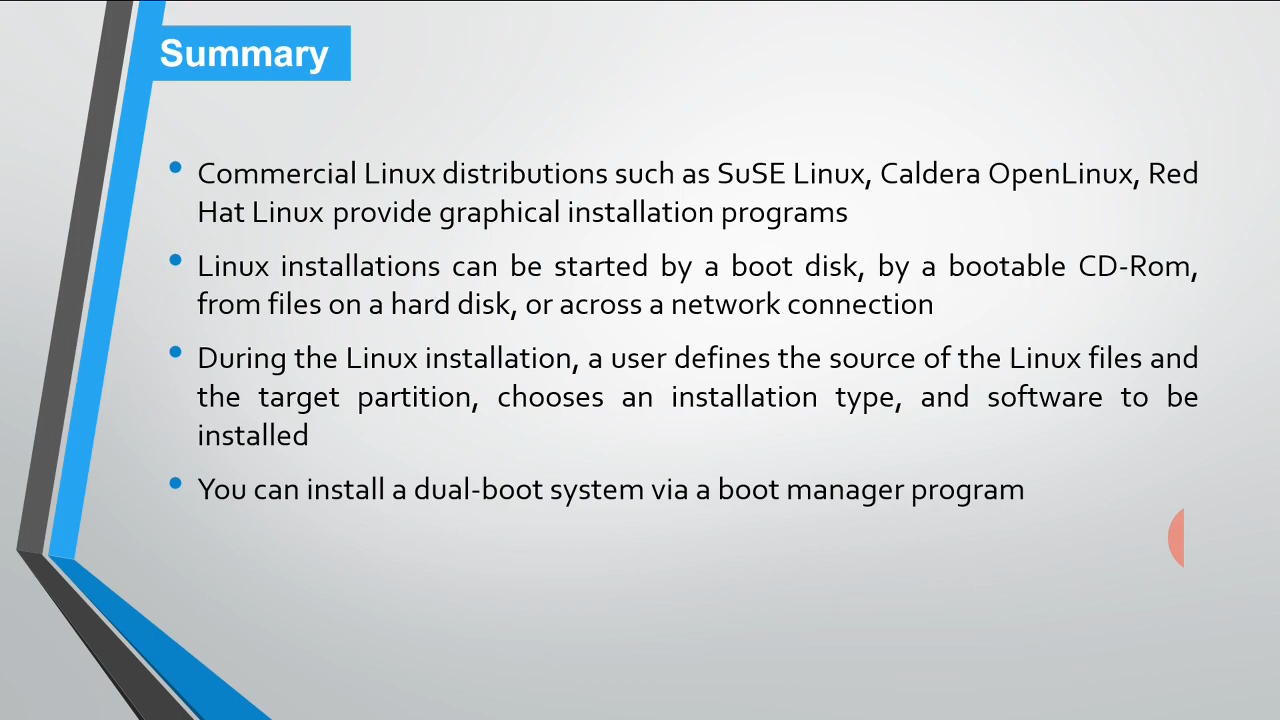 Summary
• Commercial Linux distributions such as SuSE Linux, Caldera OpenLinux, Red
Hat Linux provide graphical installation programs
• Linux installations can be started by a boot disk, by a bootable CD-Rom,
from files on a hard disk, or across a network connection
• During the Linux installation, a user defines the source of the Linux files and
the target partition, chooses an installation type, and software to be
installed
• You can install a dual-boot system via a boot manager program